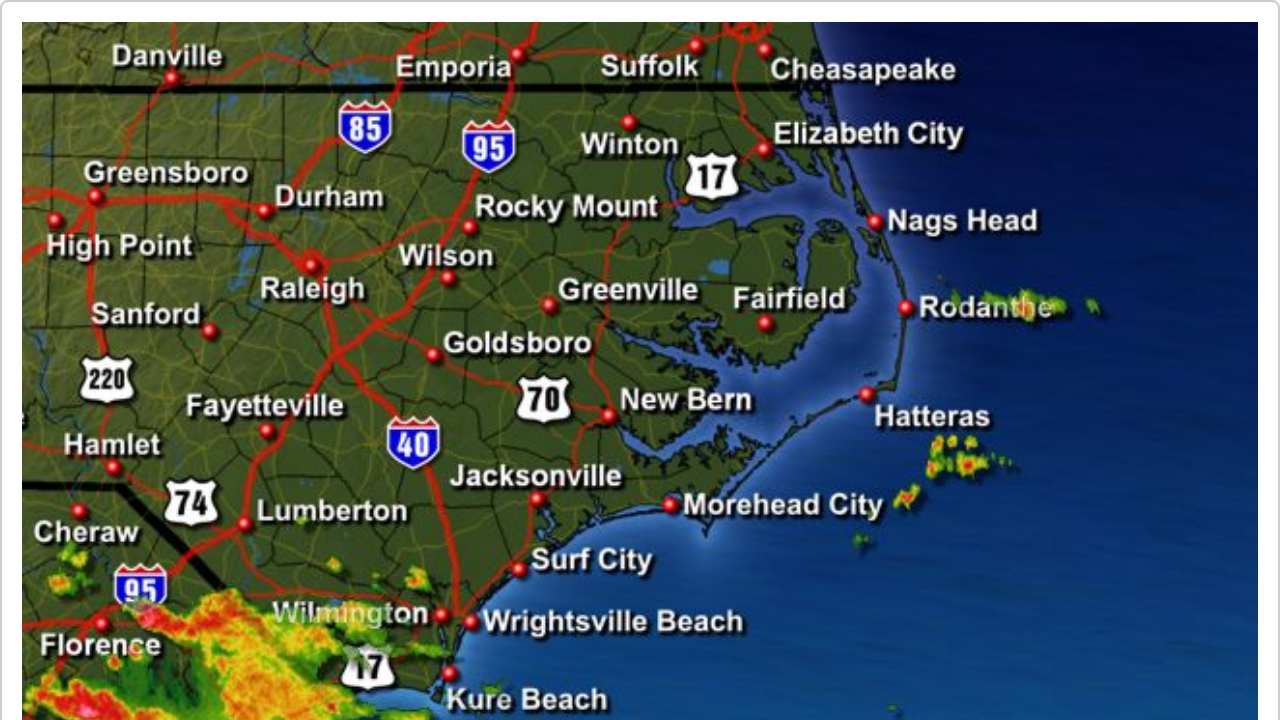 Danville
Emporia
Suffolk
Cheasapeake
85
95
Winton
Elizabeth City
17
Greensboro
Durham
Rocky Mount
Nags Head
High Point
Wilson
Raleigh
Greenville
Fairfield
Rodanthe
Sanford
Goldsboro
220
70
New Bern
Fayetteville
Hatteras
Hamlet
40
Jacksonville
74
Lumberton
Morehead City
Cheraw
Surf City
95
Wilmington
Wrightsville Beach
Florence
17
Kure Beach